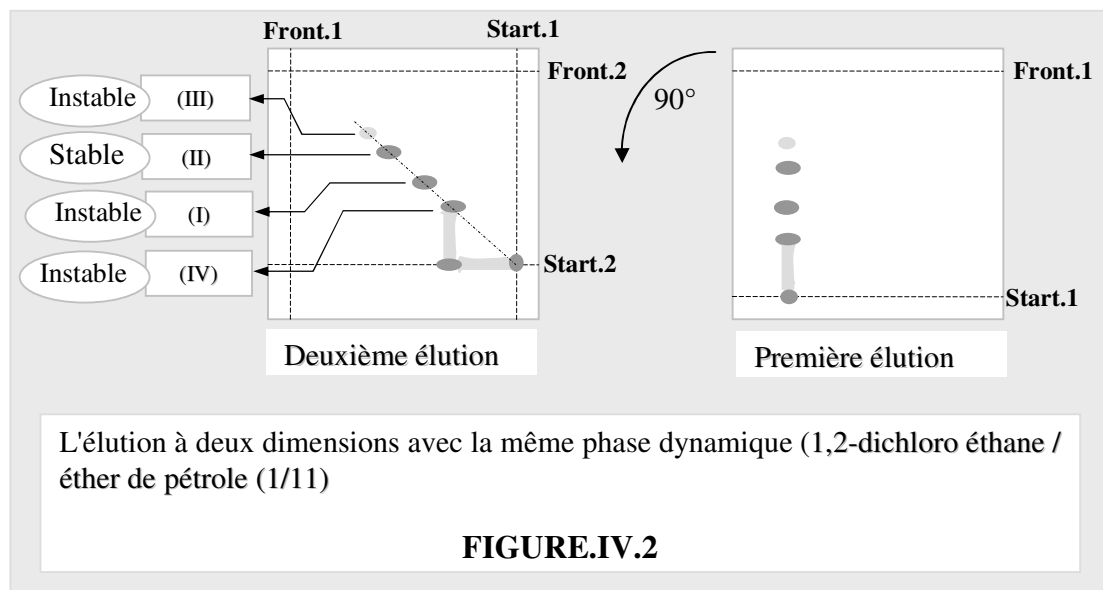 Front.1
Start.1
Front.2
Front.1
Instable (III)
90°
Stable (II)
Instable (I)
Instable (IV)
Start.2
Start.1
Deuxième élution
Première élution
L'élution à deux dimensions avec la même phase dynamique (1,2-dichloro éthane /
éther de pétrole (1/11)
FIGURE.IV.2